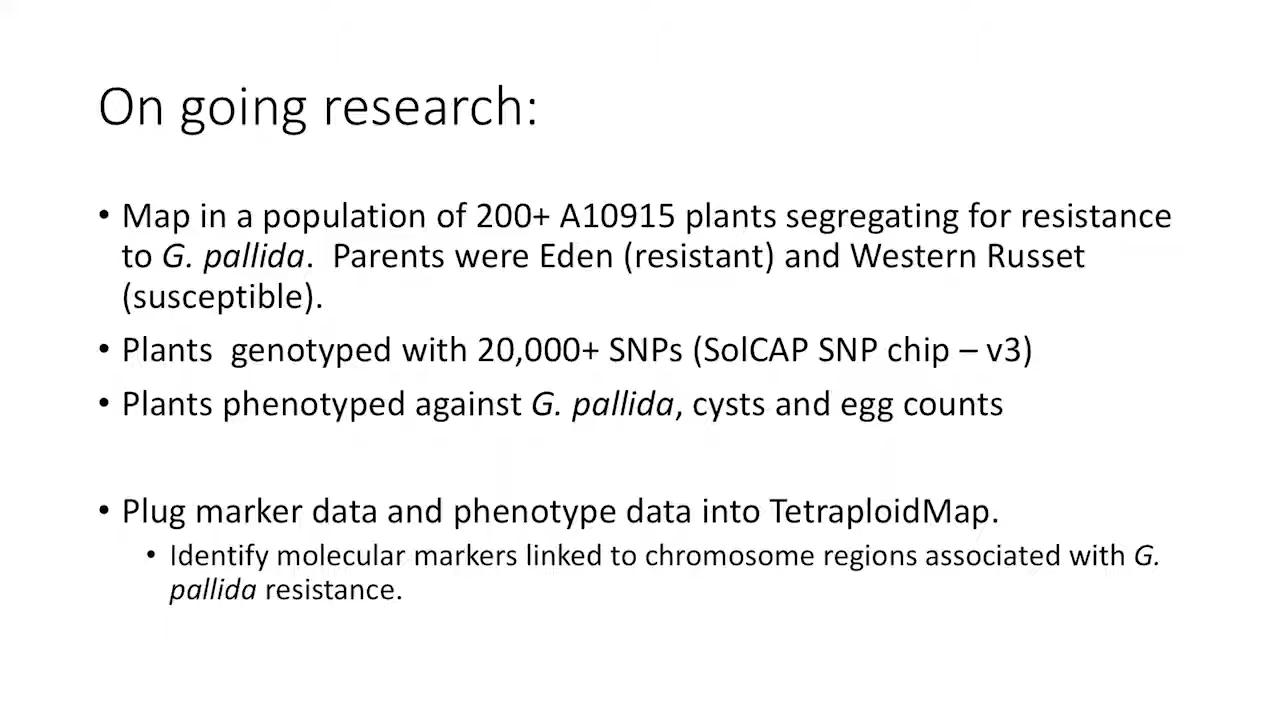 On going research:
• Map in a population of 200+ A10915 plants segregating for resistance
to G. pallida.  Parents were Eden (resistant) and Western Russet
(susceptible).
• Plants  genotyped with 20,000+ SNPs (SolCAP SNP chip – v3)
• Plants phenotyped against G. pallida, cysts and egg counts
• Plug marker data and phenotype data into TetraploidMap.
• Identify molecular markers linked to chromosome regions associated with G.
pallida resistance.